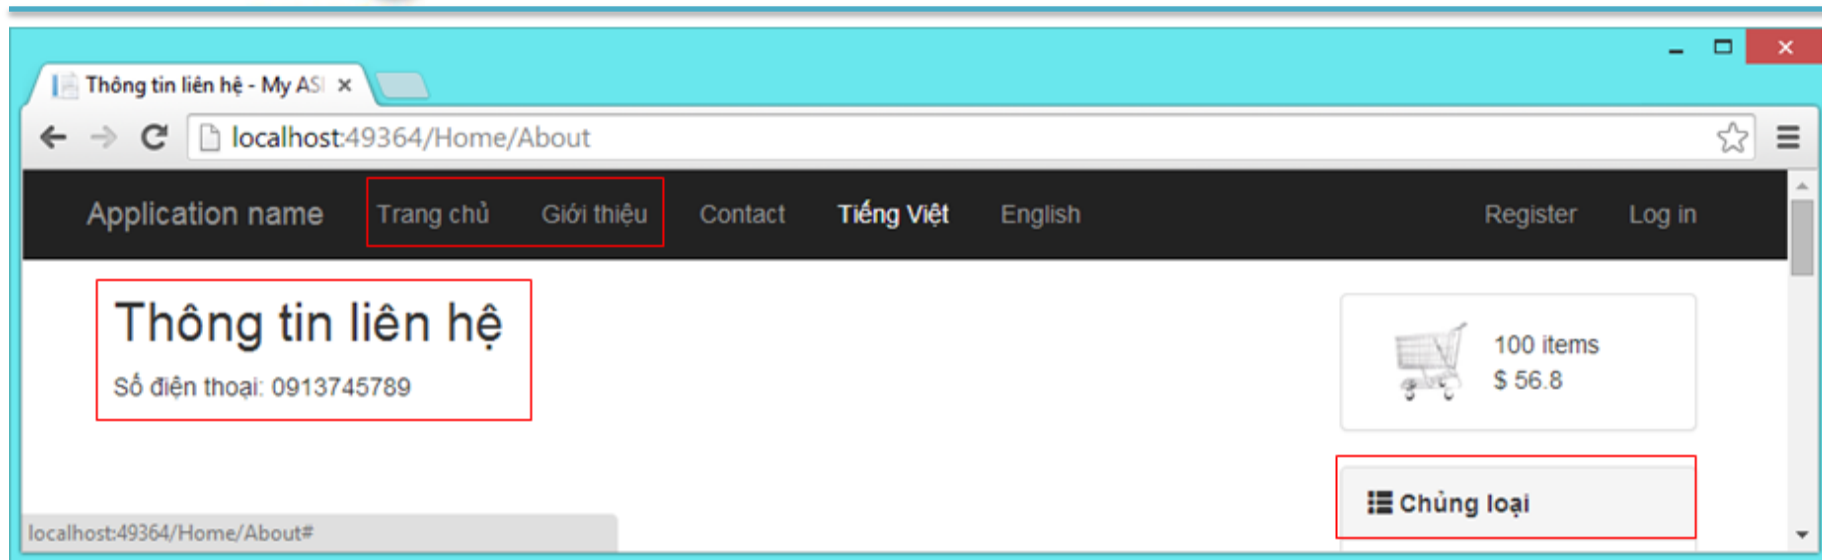 Thông tin liên hệ - My AS
localhost:49364/Home/About
Application name Trang chủ Giới thiệu Contact Tiếng Việt English Register Log in
Thông tin liên hệ
Số điện thoại: 0913745789
100 items
$ 56.8
Chủng loại
localhost:49364/Home/About#